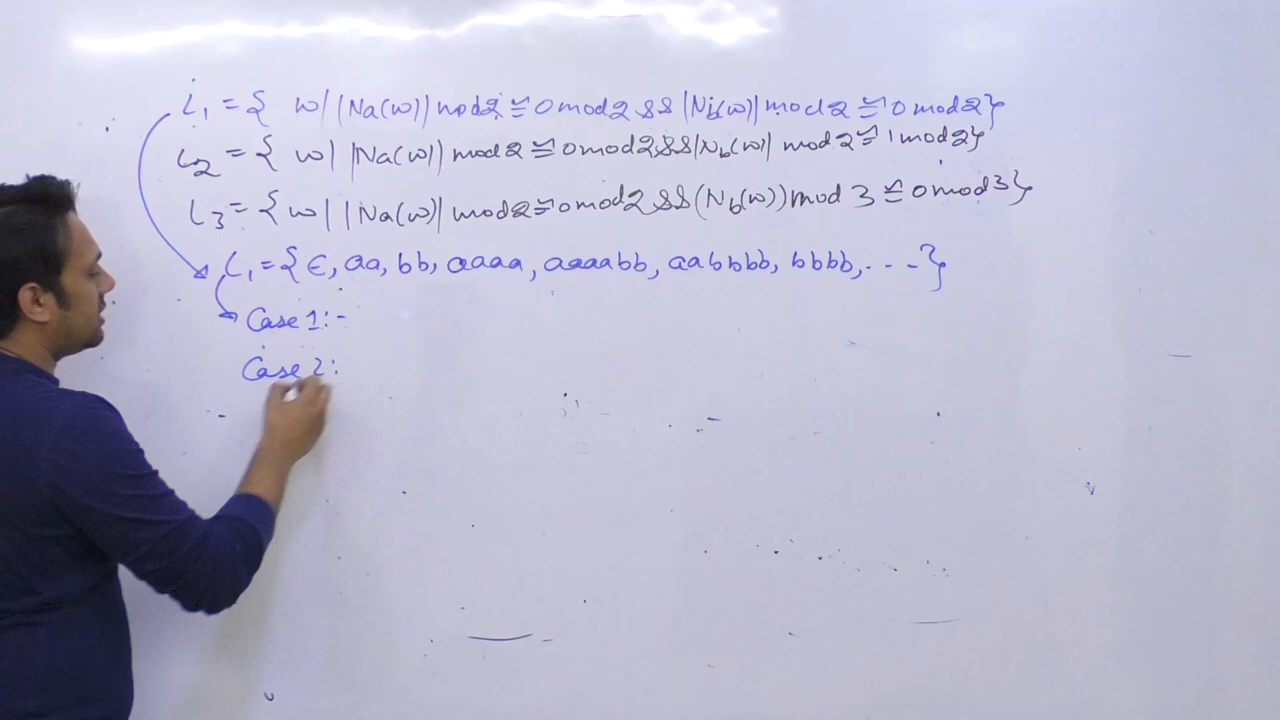 L₁ = { w | |Na(w)| mod 2 ≌ 0 mod 2 && |Nb(w)| mod 2 ≌ 0 mod 2}
L₂ = { w | |Na(w)| mod 2 ≌ 0 mod 2 && |Nb(w)| mod 2 ≌ 1 mod 2}
L₃ = { w | |Na(w)| mod 2 ≌ 0 mod 2 && (Nb(w)) mod 3 ≌ 0 mod 3}
L₁ = { ε, aa, bb, aaaa, aaaabb, aabbbb, bbbb, . - - -}
Case 1:-
Case 2: